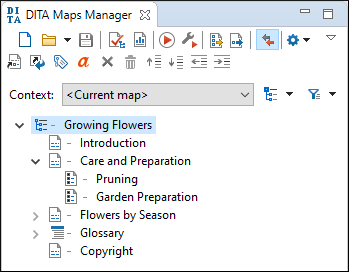 DITA DITA Maps Manager
a
Context: <Current map>
- Growing Flowers
- Introduction
- Care and Preparation
- Pruning
- Garden Preparation
- Flowers by Season
- Glossary
- Copyright